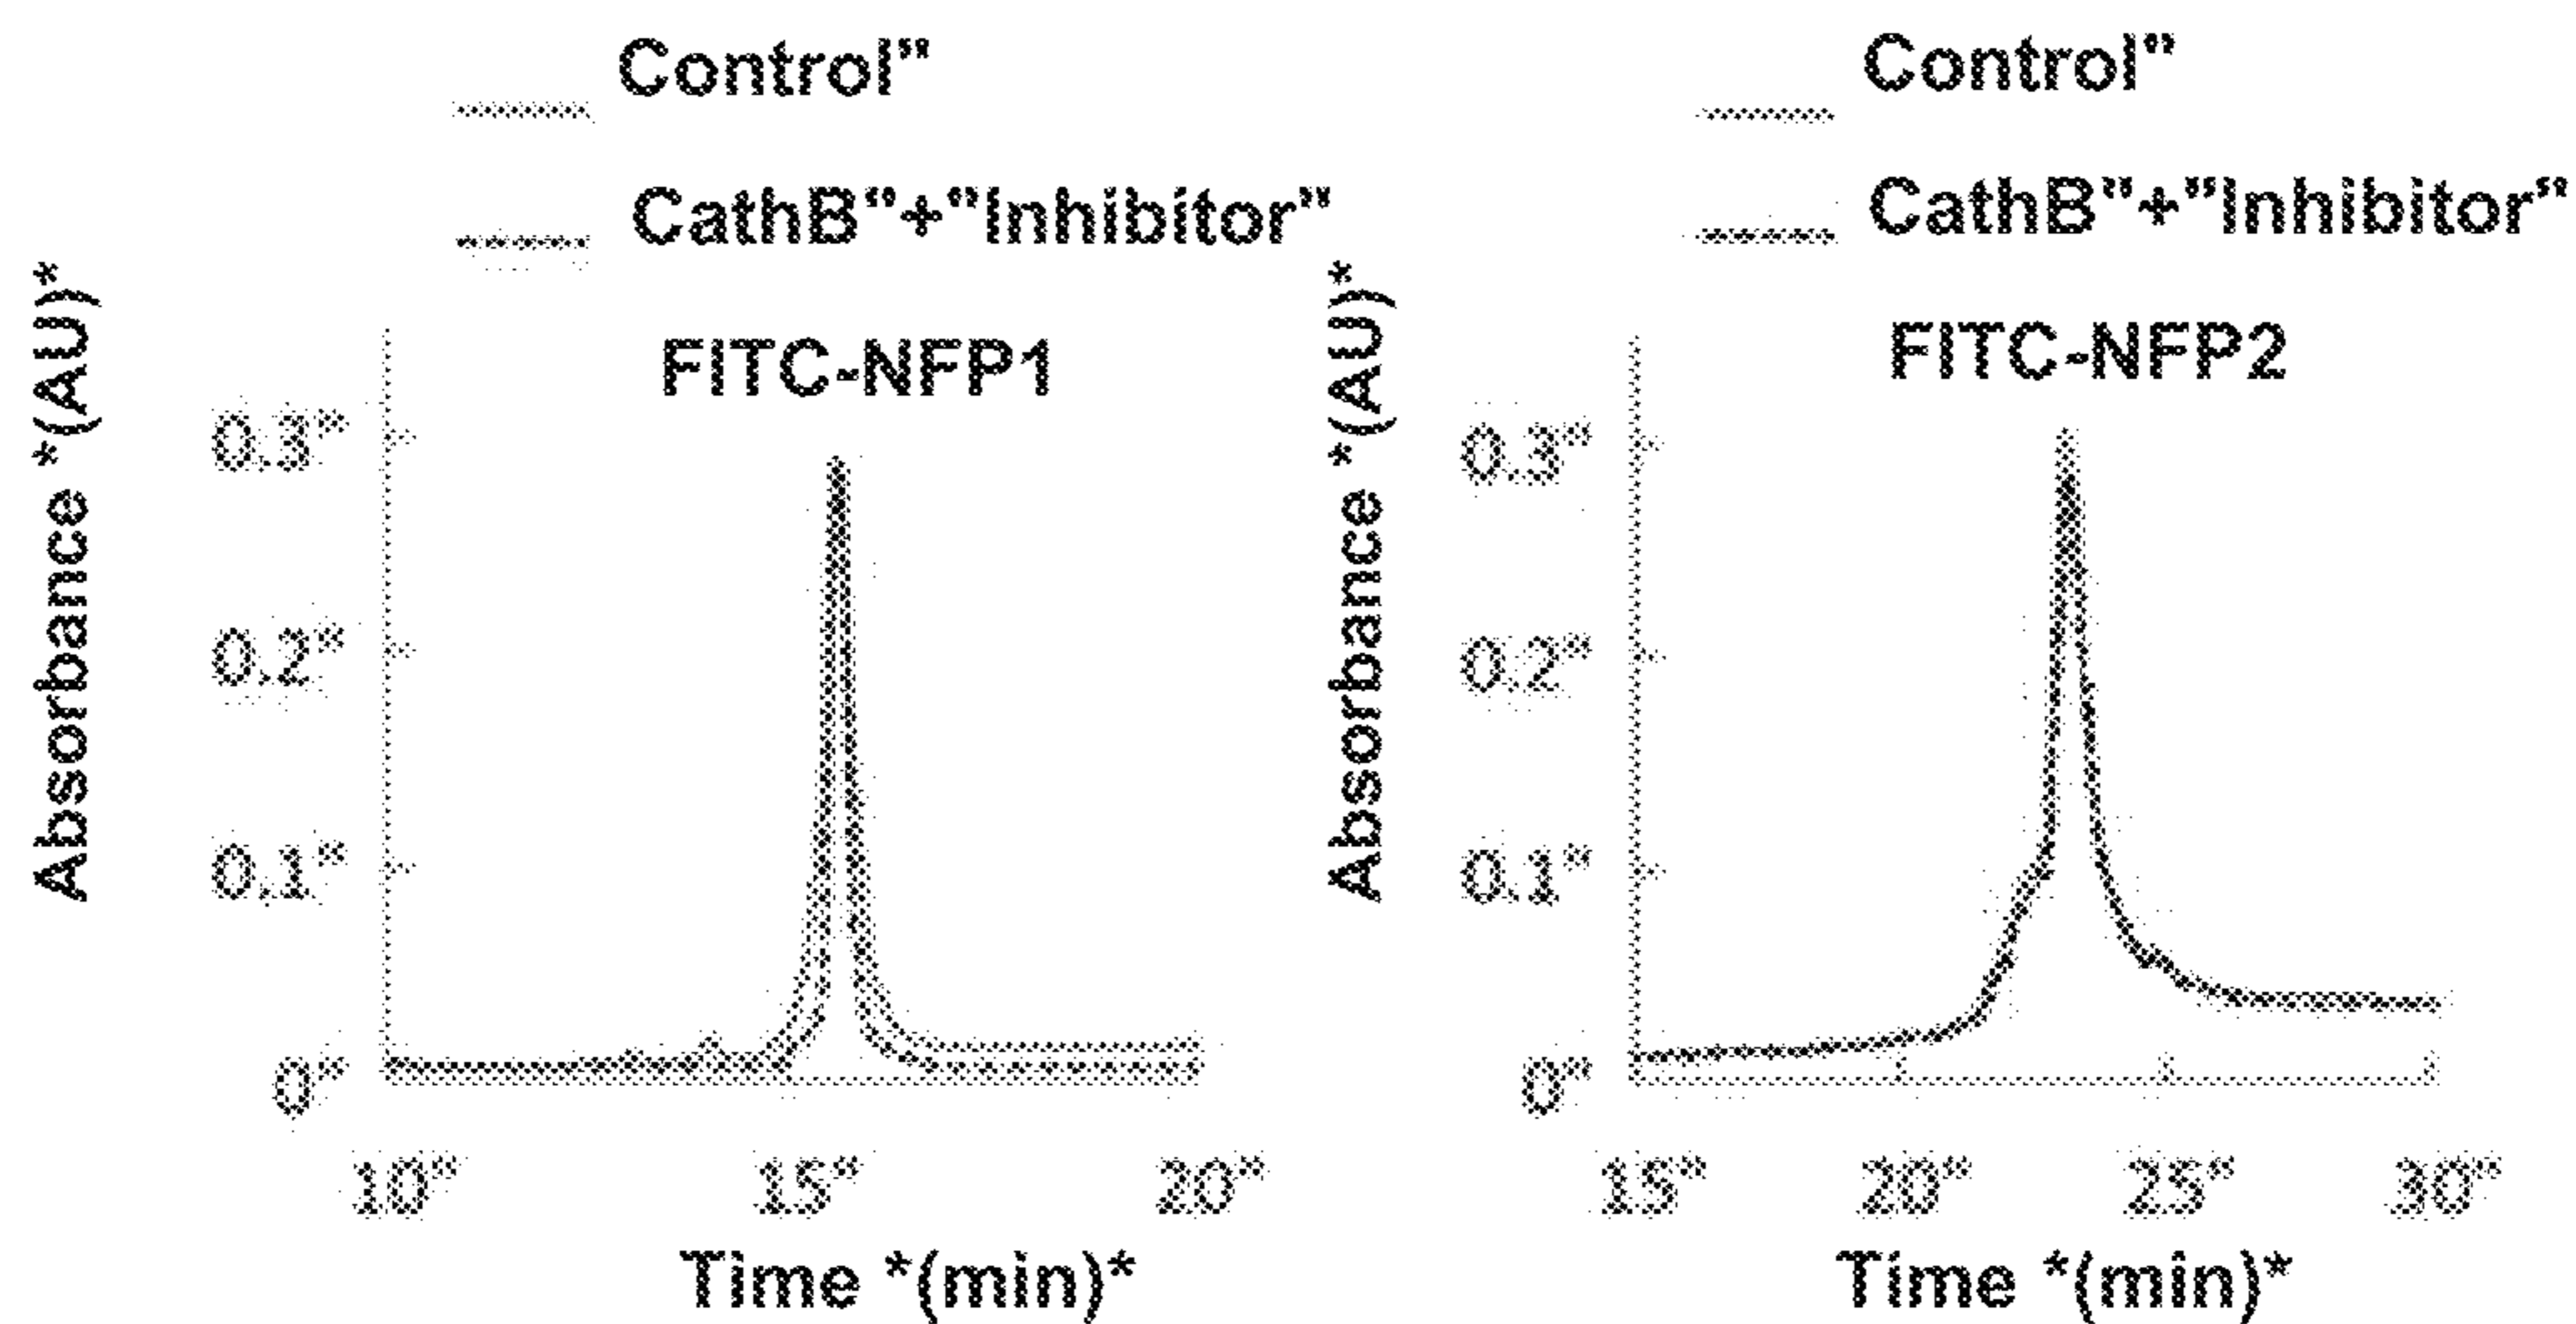 Control"
CathB"+"Inhibitor"
FITC-NFP1
Absorbance *(AU)*
0.3"
0.2"
0.1"
0"
10" 15" 20"
Time *(min)*
Control"
CathB"+"Inhibitor"
FITC-NFP2
Absorbance *(AU)*
0.3"
0.2"
0.1"
0"
15" 20" 25" 30"
Time *(min)*